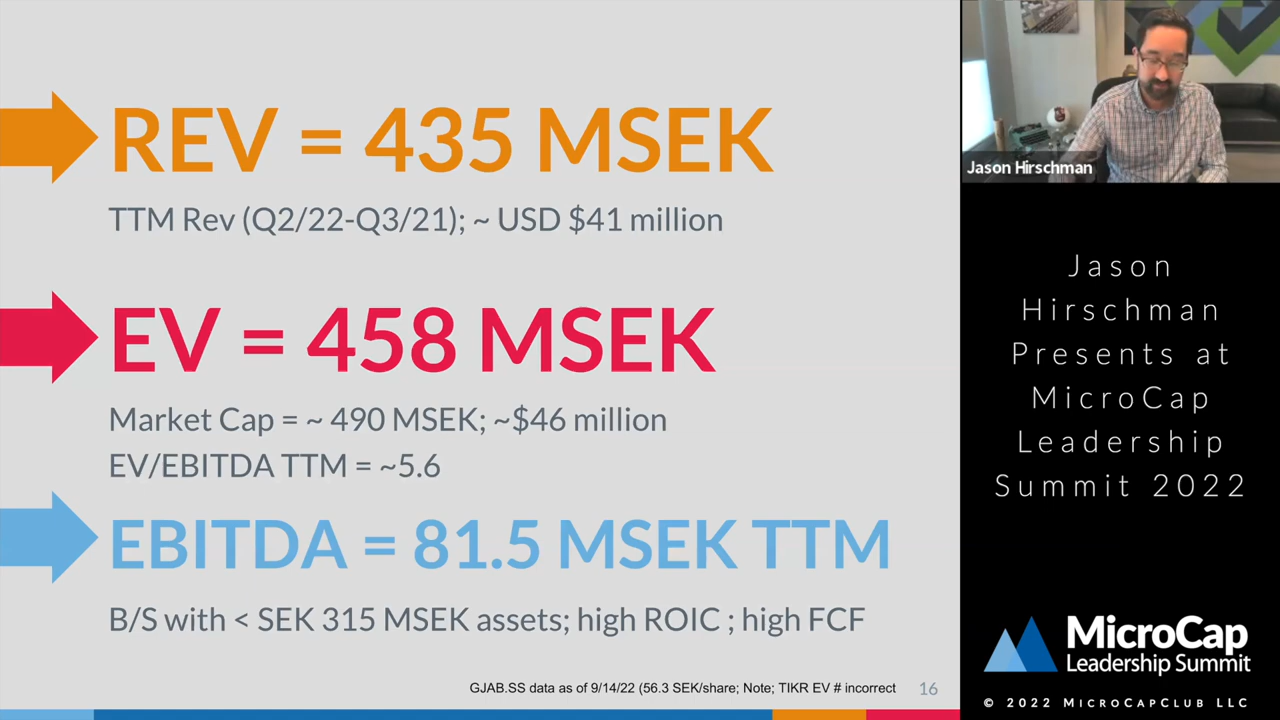 REV = 435 MSEK
TTM Rev (Q2/22-Q3/21); ~ USD $41 million
EV = 458 MSEK
Market Cap = ~ 490 MSEK; ~$46 million
EV/EBITDA TTM = ~5.6
EBITDA = 81.5 MSEK TTM
B/S with < SEK 315 MSEK assets; high ROIC ; high FCF
GJAB.SS data as of 9/14/22 (56.3 SEK/share; Note; TIKR EV # incorrect
16
Jason Hirschman
Jason
Hirschman
Presents at
MicroCap
Leadership
Summit 2022
MicroCap
Leadership Summit
© 2022 MicroCapClub LLC